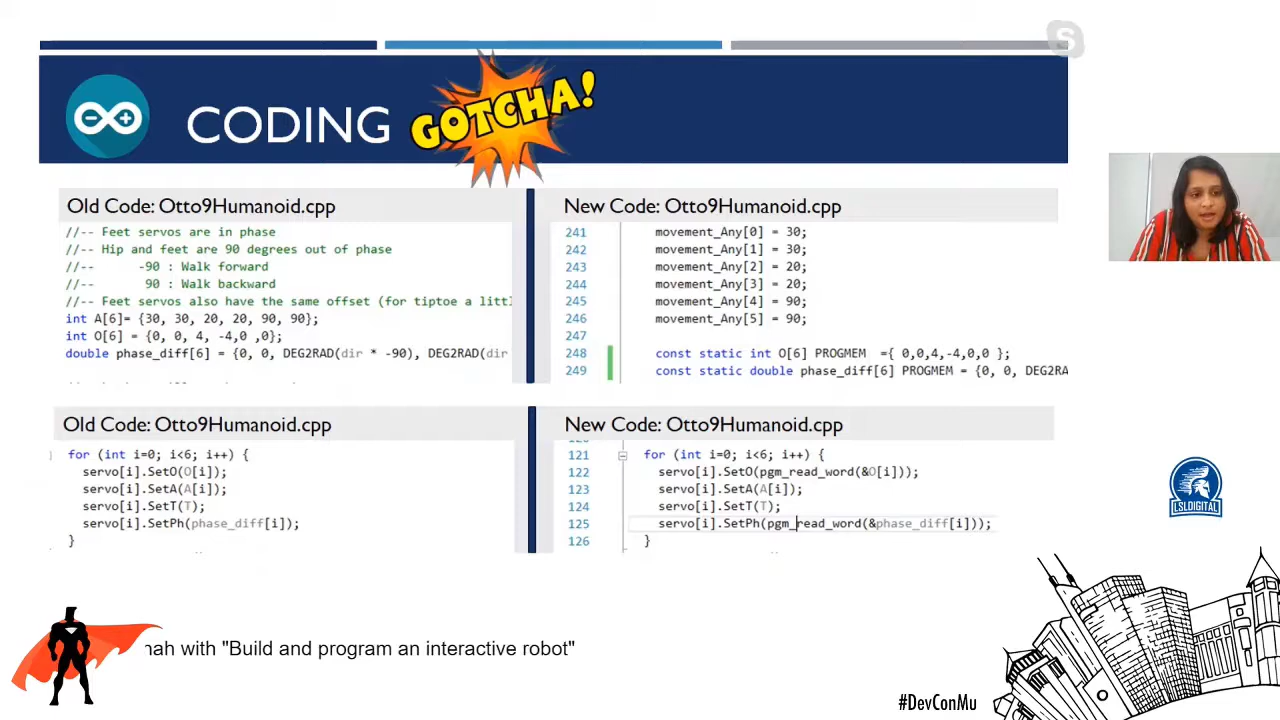 S
CODING GOTCHA!
Old Code: Otto9Humanoid.cpp
//-- Feet servos are in phase
//-- Hip and feet are 90 degrees out of phase
//-- -90 : Walk forward
//-- 90 : Walk backward
//-- Feet servos also have the same offset (for tiptoe a littl
int A[6]= {30, 30, 20, 20, 90, 90};
int O[6] = {0, 0, 4, -4,0 ,0};
double phase_diff[6] = {0, 0, DEG2RAD(dir * -90), DEG2RAD(dir
New Code: Otto9Humanoid.cpp
241 movement_Any[0] = 30;
242 movement_Any[1] = 30;
243 movement_Any[2] = 20;
244 movement_Any[3] = 20;
245 movement_Any[4] = 90;
246 movement_Any[5] = 90;
247
248 const static int O[6] PROGMEM ={ 0,0,4,-4,0,0 };
249 const static double phase_diff[6] PROGMEM = {0, 0, DEG2RA
Old Code: Otto9Humanoid.cpp
for (int i=0; i<6; i++) {
servo[i].SetO(O[i]);
servo[i].SetA(A[i]);
servo[i].SetT(T);
servo[i].SetPh(phase_diff[i]);
}
New Code: Otto9Humanoid.cpp
121 for (int i=0; i<6; i++) {
122 servo[i].SetO(pgm_read_word(&O[i]));
123 servo[i].SetA(A[i]);
124 servo[i].SetT(T);
125 servo[i].SetPh(pgm_read_word(&phase_diff[i]));
126 }
LSLDIGITAL
with "Build and program an interactive robot"
#DevConMu